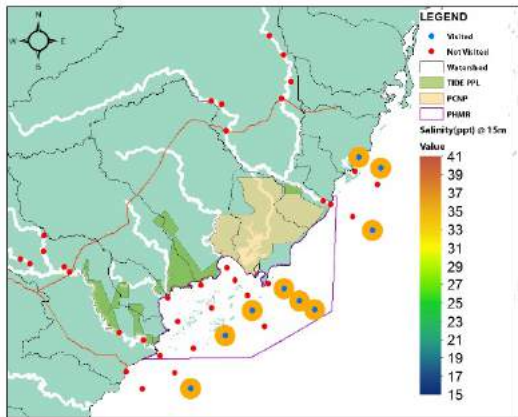 N
W E
S
LEGEND
Visited
Not Visited
Watershed
TIDE PPL
PCNP
PHMR
Salinity(ppt) @ 15m
Value
41
39
37
35
33
31
29
27
25
23
21
19
17
15